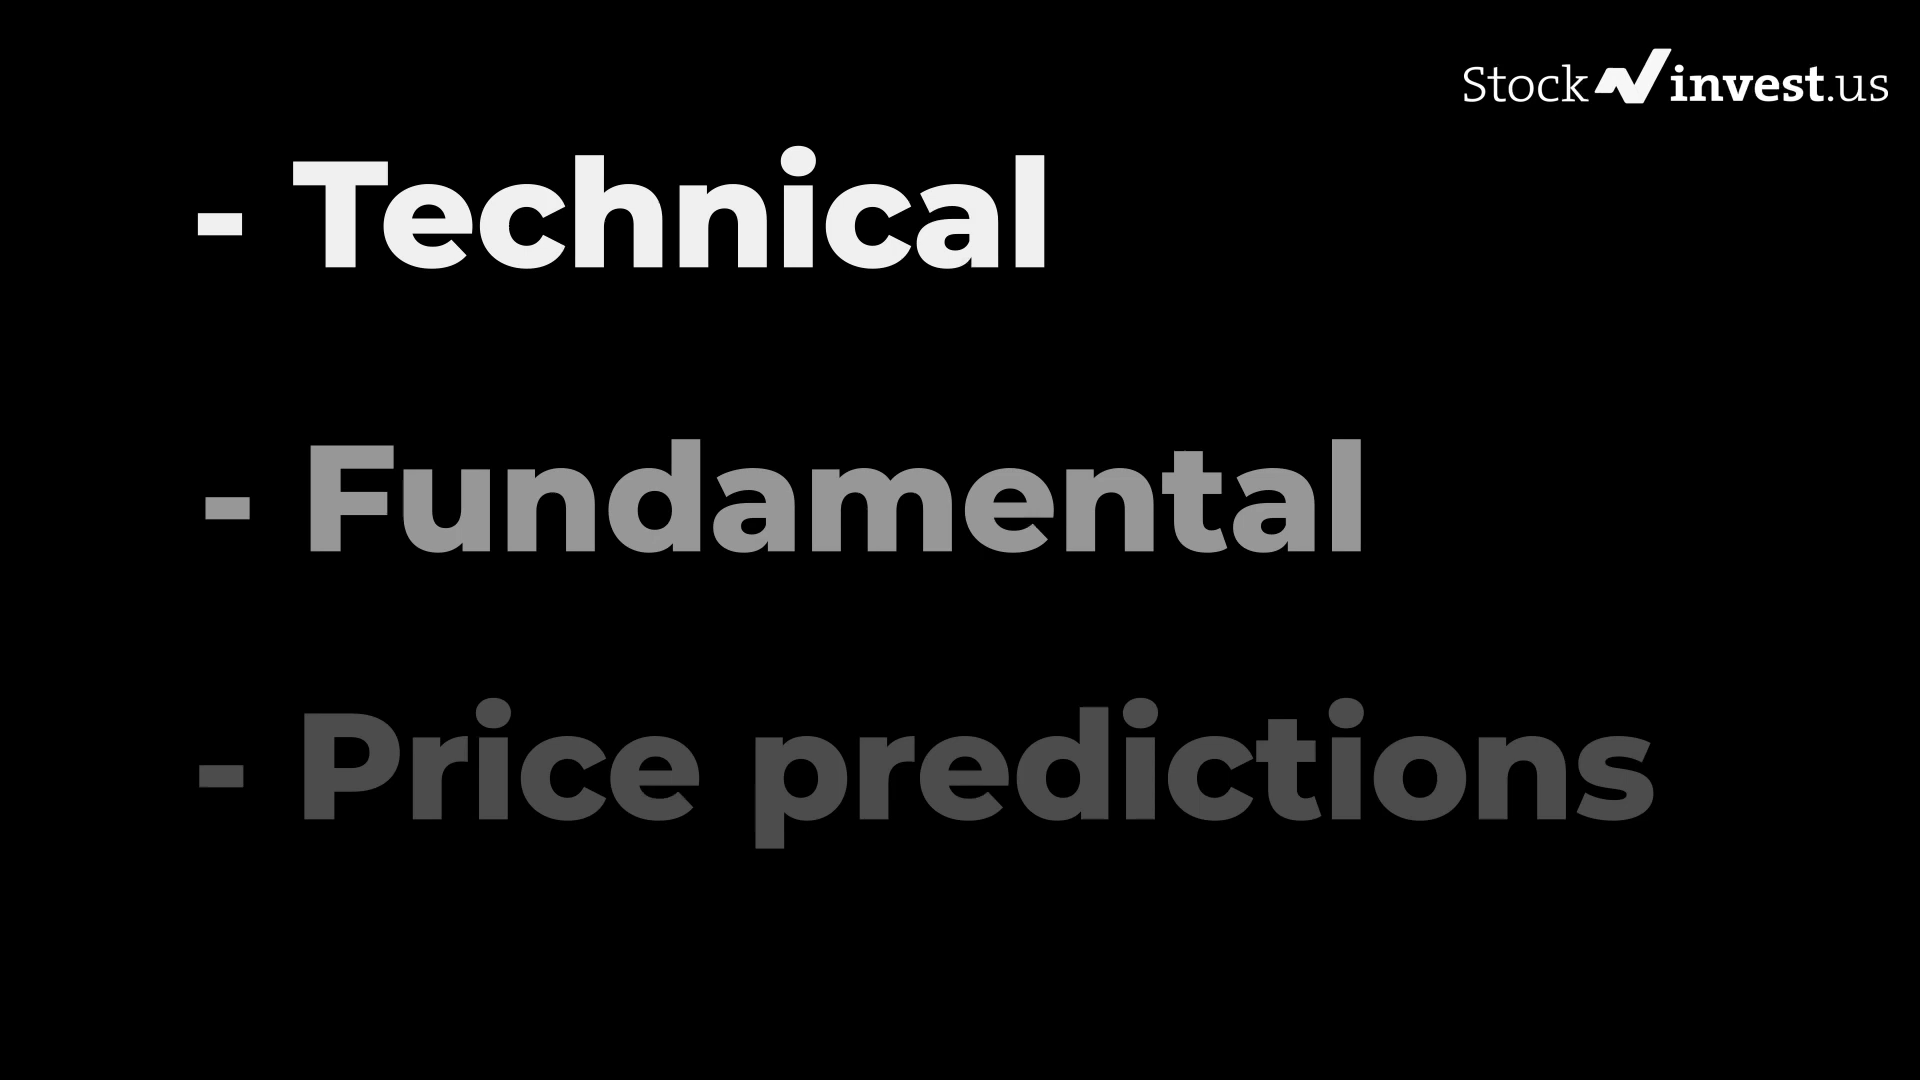 Stock invest.us
- Technical
- Fundamental
- Price predictions